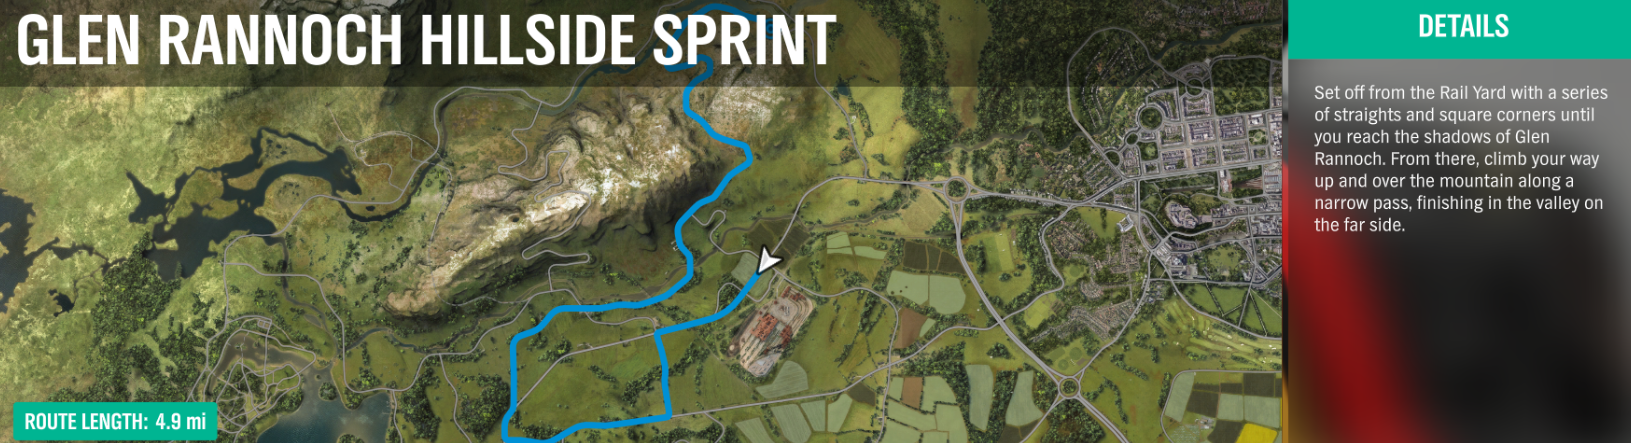 GLEN RANNOCH HILLSIDE SPRINT
ROUTE LENGTH: 4.9 mi
DETAILS
Set off from the Rail Yard with a series
of straights and square corners until
you reach the shadows of Glen
Rannoch. From there, climb your way
up and over the mountain along a
narrow pass, finishing in the valley on
the far side.